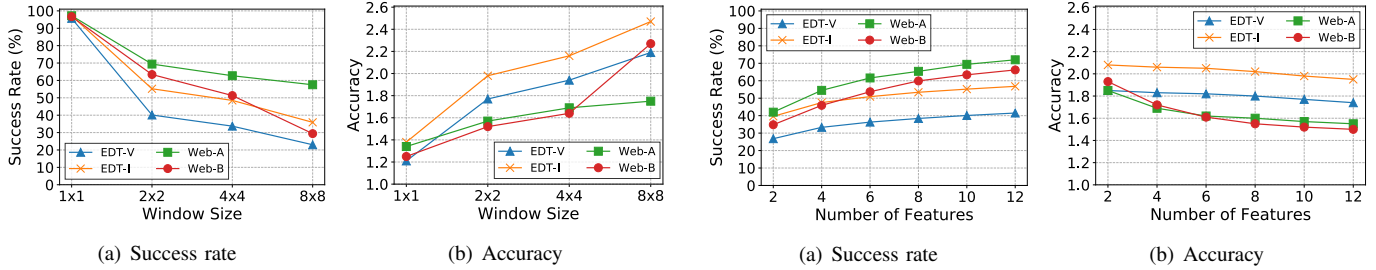 100
90
80
70
60
50
40
30
20
10
0
Success Rate (%)
EDT-V
EDT-I
Web-A
Web-B
1x1 2x2 4x4 8x8
Window Size
(a) Success rate
2.6
2.4
2.2
2.0
1.8
1.6
1.4
1.2
1.0
Accuracy
EDT-V
EDT-I
Web-A
Web-B
1x1 2x2 4x4 8x8
Window Size
(b) Accuracy
100
90
80
70
60
50
40
30
20
10
0
Success Rate (%)
EDT-V
EDT-I
Web-A
Web-B
2 4 6 8 10 12
Number of Features
(a) Success rate
2.6
2.4
2.2
2.0
1.8
1.6
1.4
1.2
1.0
Accuracy
EDT-V
EDT-I
Web-A
Web-B
2 4 6 8 10 12
Number of Features
(b) Accuracy